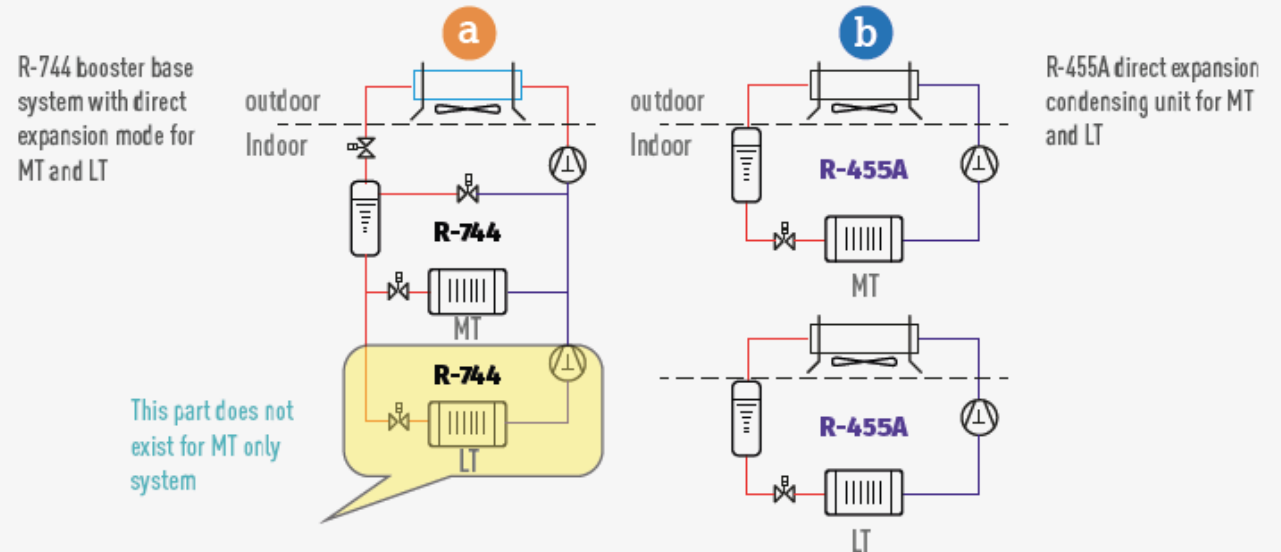 a
b
R-744 booster base
system with direct
expansion mode for
MT and LT
outdoor
Indoor
R-744
MT
R-744
LT
This part does not
exist for MT only
system
outdoor
Indoor
R-455A
MT
R-455A
LT
R-455A direct expansion
condensing unit for MT
and LT